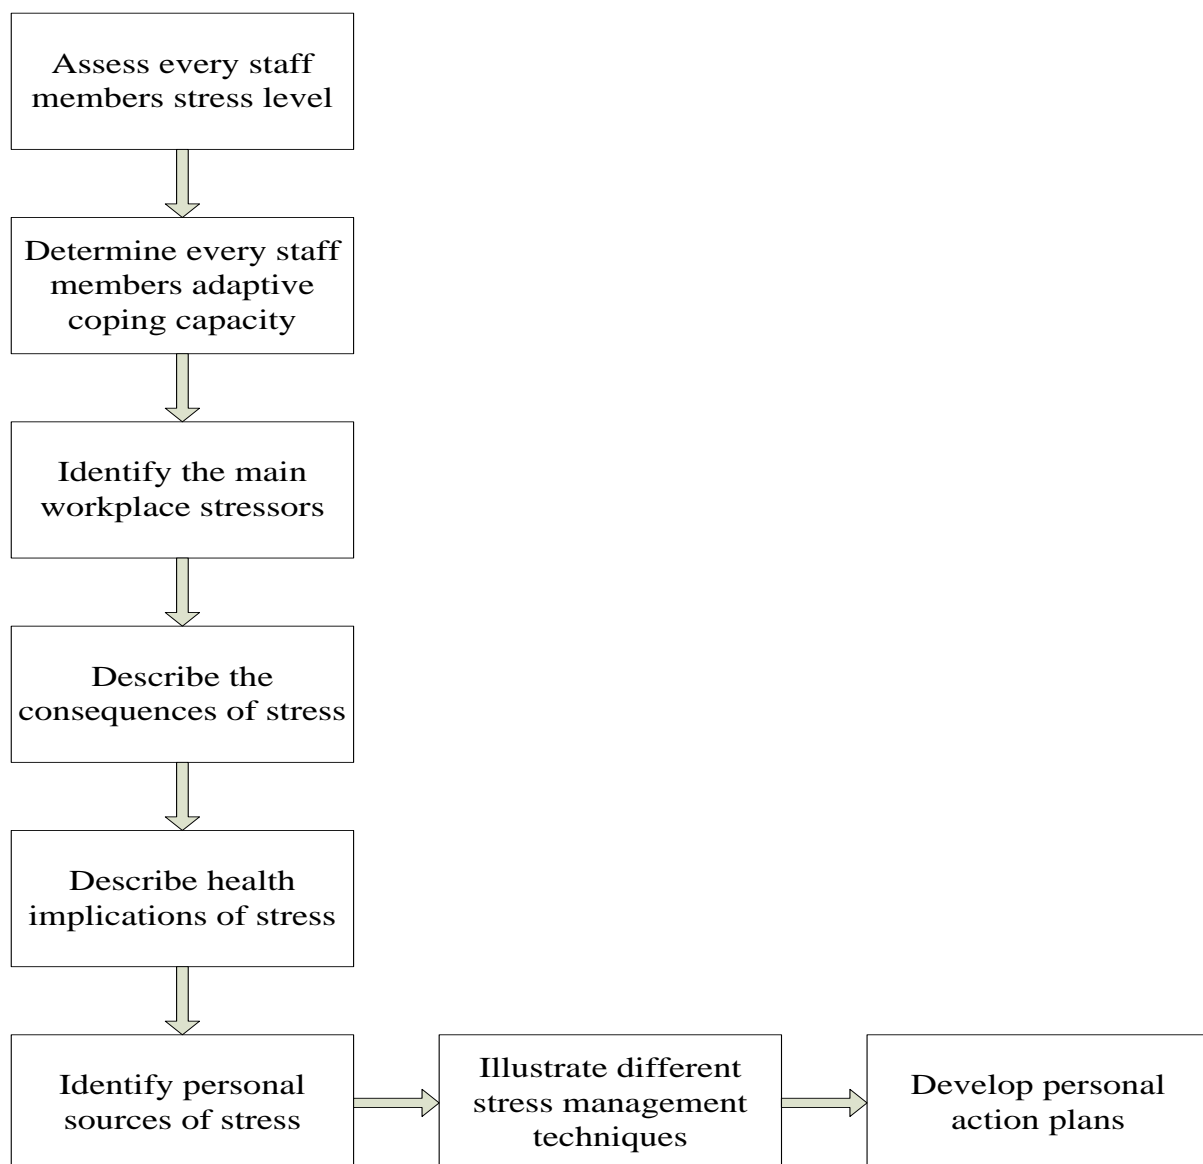 Assess every staff
members stress level
Determine every staff
members adaptive
coping capacity
Identify the main
workplace stressors
Describe the
consequences of stress
Describe health
implications of stress
Identify personal
sources of stress
Illustrate different
stress management
techniques
Develop personal
action plans